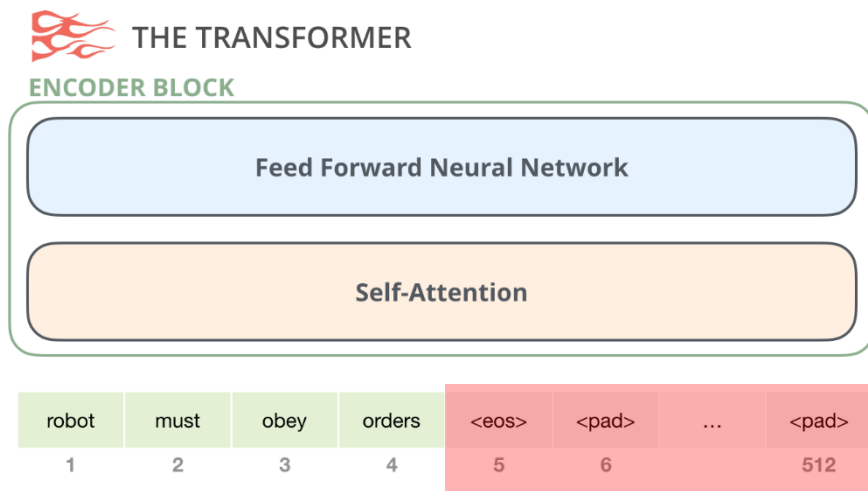 THE TRANSFORMER
ENCODER BLOCK
Feed Forward Neural Network
Self-Attention
robot must obey orders <eos> <pad> ... <pad>
1 2 3 4 5 6 512